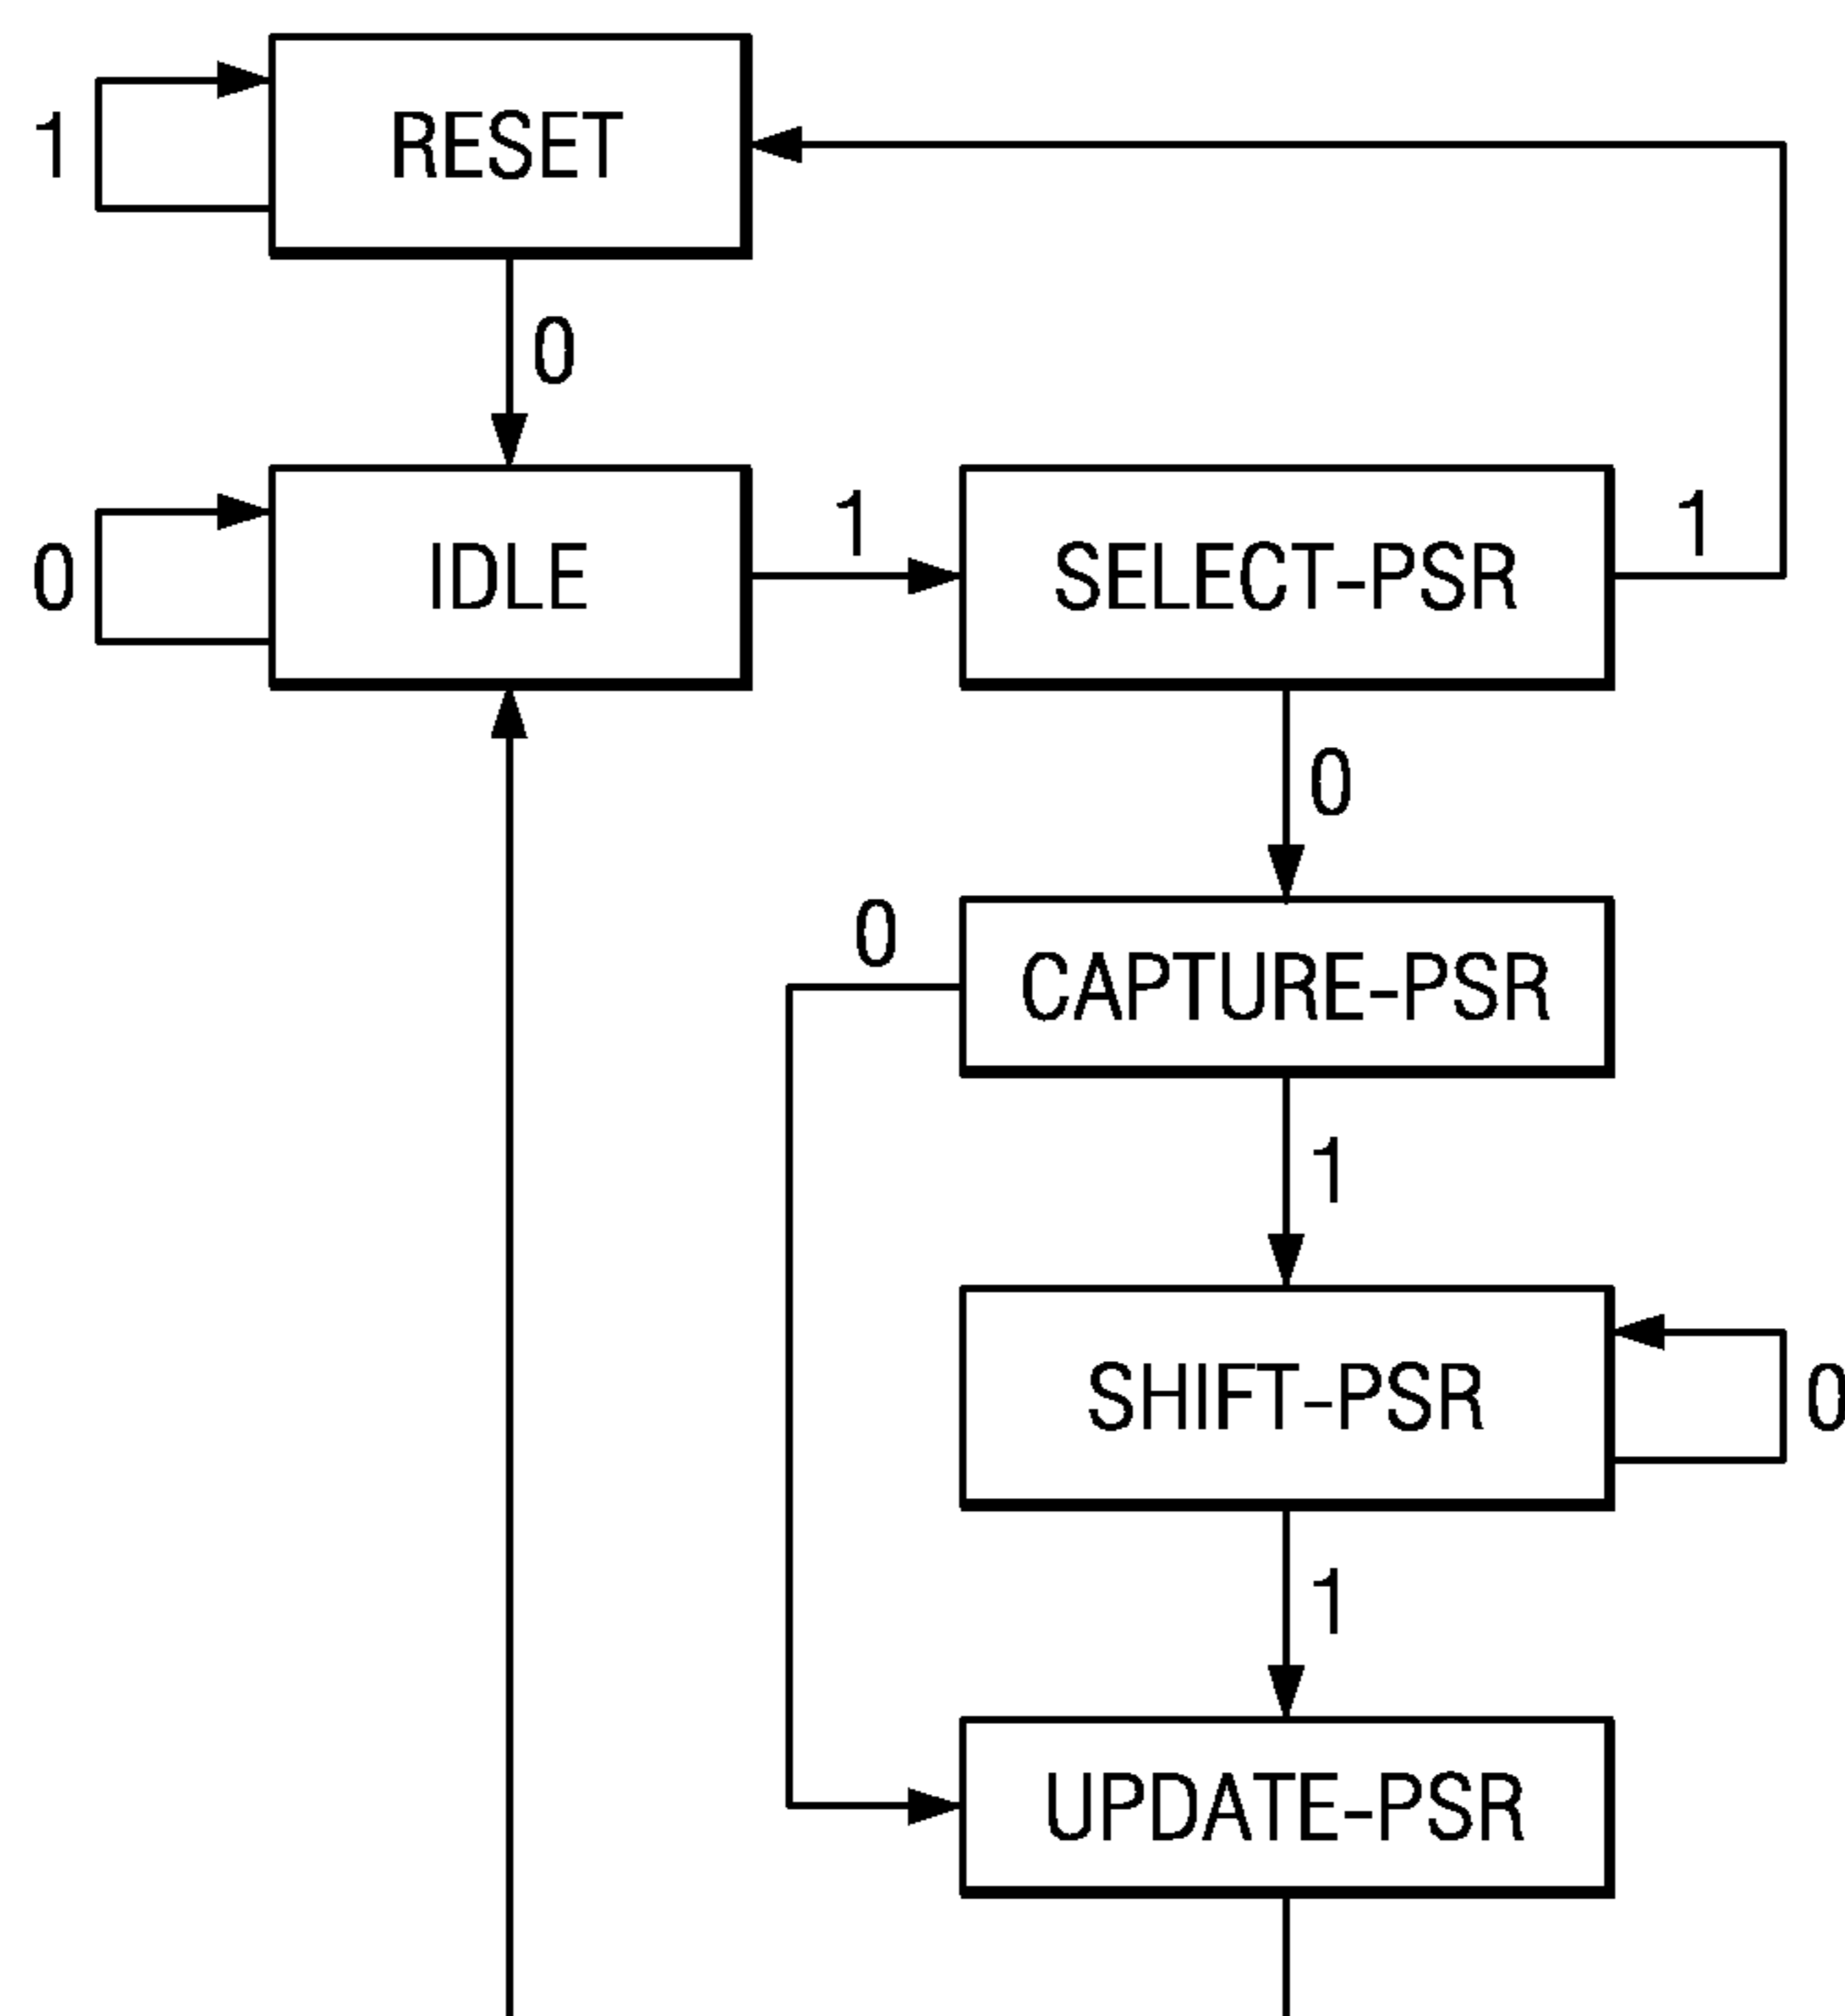 RESET
1
0
IDLE
0
1
SELECT-PSR
1
0
0
CAPTURE-PSR
1
SHIFT-PSR
0
1
UPDATE-PSR